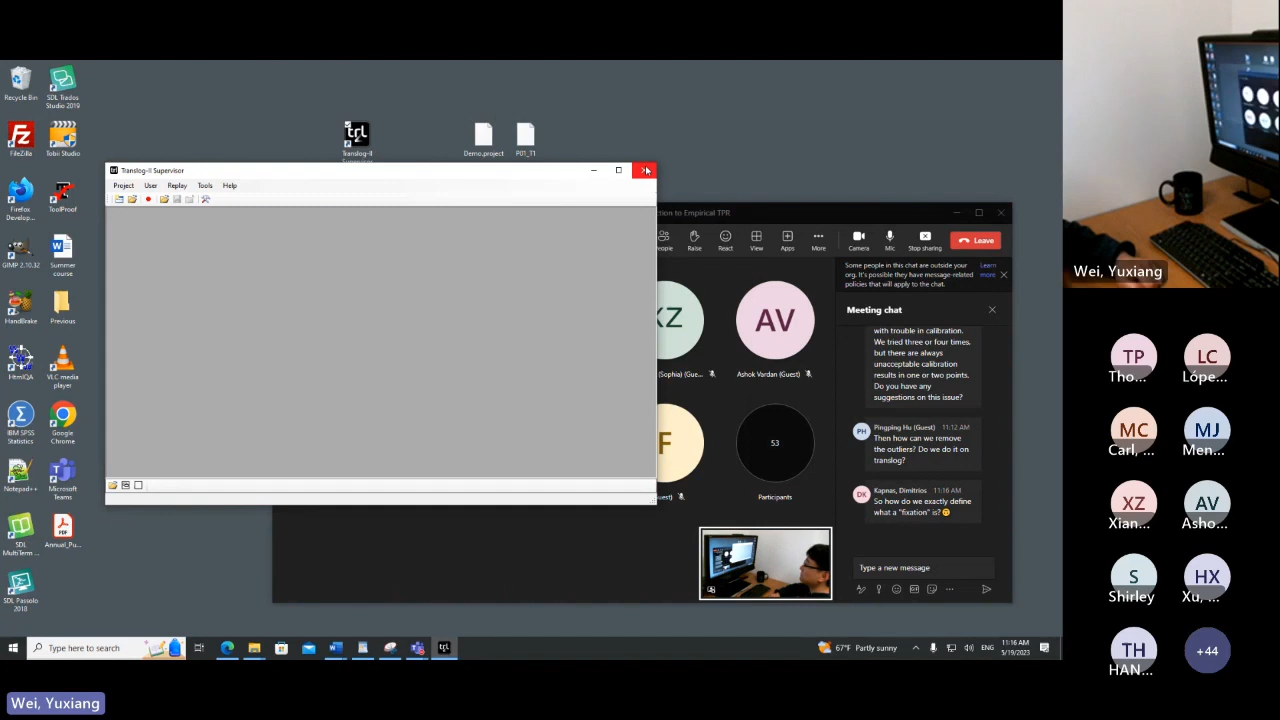 Recycle Bin
SDL Trados
Studio 2019
FileZilla
Tobii Studio
Firefox
Develop...
ToolProof
GIMP 2.10.32
Summer
course
HandBrake
Previous
HtmlQA
VLC media
player
IBM SPSS
Statistics
Google
Chrome
Notepad++
Microsoft
Teams
SDL
MultiTerm ...
Annual_Pu...
SDL Passolo
2018
trl
Translog-II
Demo.project
P01_T1
Translog-II Supervisor
Project User Replay Tools Help
ction to Empirical TPR
eople
Raise
React
View
Apps
More
Camera
Mic
Stop sharing
Leave
Some people in this chat are outside your
org. It's possible they have message-related
policies that will apply to the chat.
Learn
more
Meeting chat
with trouble in calibration.
We tried three or four times,
but there are always
unacceptable calibration
results in one or two points.
Do you have any
suggestions on this issue?
PH
Pingping Hu (Guest) 11:12 AM
Then how can we remove
the outliers? Do we do it on
translog?
DK
Kapnas, Dimitrios 11:16 AM
So how do we exactly define
what a "fixation" is?
Type a new message
XZ
(Sophia) (Gue...
AV
Ashok Vardan (Guest)
F
uest)
53
Participants
Type here to search
67°F Partly sunny
ENG
11:16 AM
5/19/2023
Wei, Yuxiang
TP
Tho...
LC
Lópe...
MC
Carl, ...
MJ
Men...
XZ
Xian...
AV
Asho...
S
Shirley
HX
Xu, ...
TH
HAN...
+44
Wei, Yuxiang